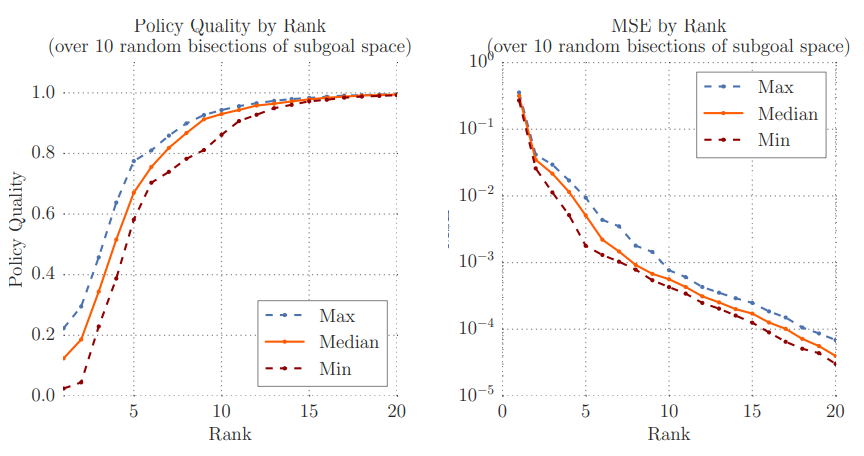 Policy Quality by Rank
(over 10 random bisections of subgoal space)
Policy Quality
1.0
0.8
0.6
0.4
0.2
0.0
5
10
15
20
Rank
Max
Median
Min
MSE by Rank
(over 10 random bisections of subgoal space)
10^0
10^−1
10^−2
10^−3
10^−4
10^−5
0
5
10
15
20
Rank
Max
Median
Min